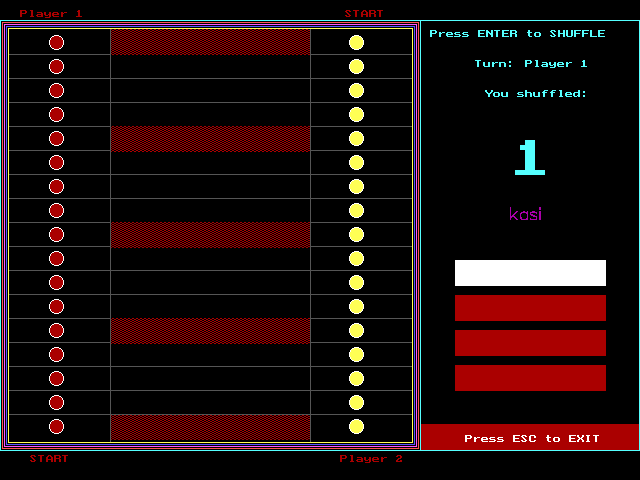 Player 1 START
Press ENTER to SHUFFLE
Turn: Player 1
You shuffled:
1
kasi
Press ESC to EXIT
START Player 2